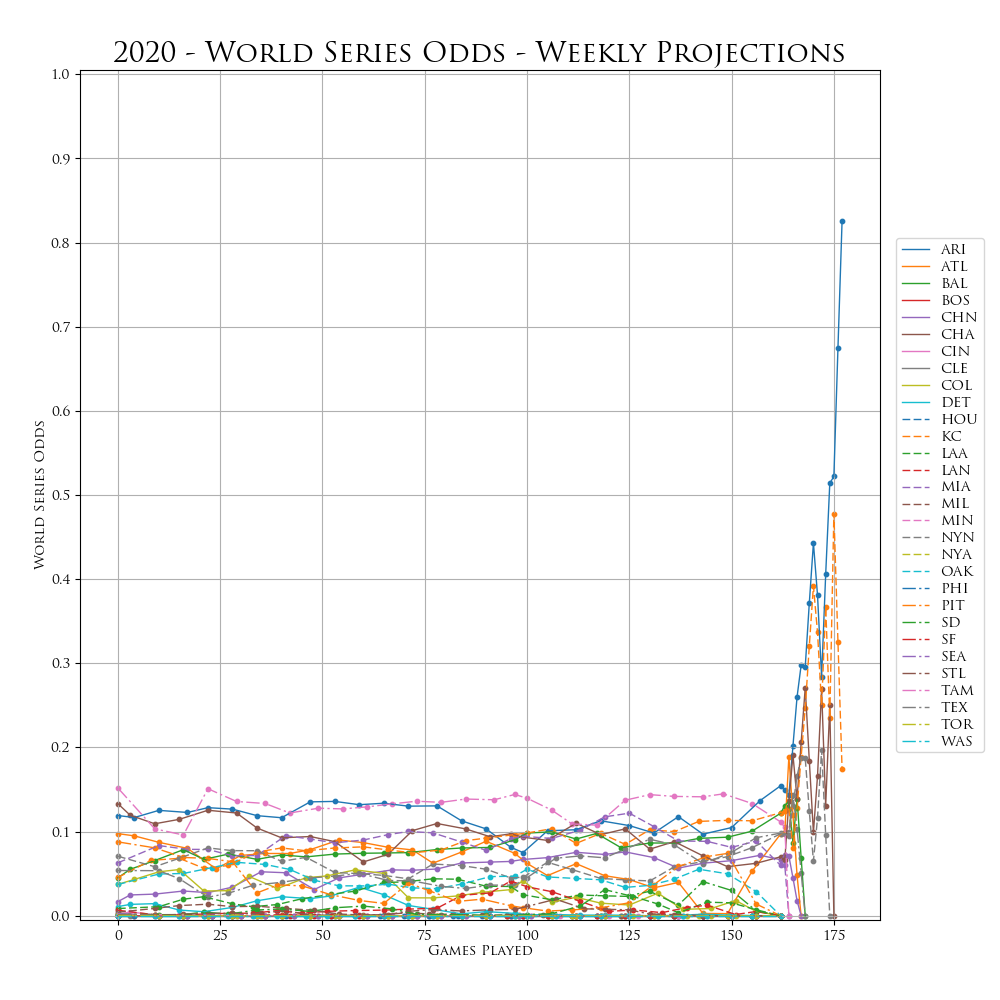 2020 - World Series Odds - Weekly Projections
1.0
0.9
0.8
0.7
0.6
0.5
0.4
0.3
0.2
0.1
0.0
World Series Odds
0 25 50 75 100 125 150 175
Games Played
ARI
ATL
BAL
BOS
CHN
CHA
CIN
CLE
COL
DET
HOU
KC
LAA
LAN
MIA
MIL
MIN
NYN
NYA
OAK
PHI
PIT
SD
SF
SEA
STL
TAM
TEX
TOR
WAS